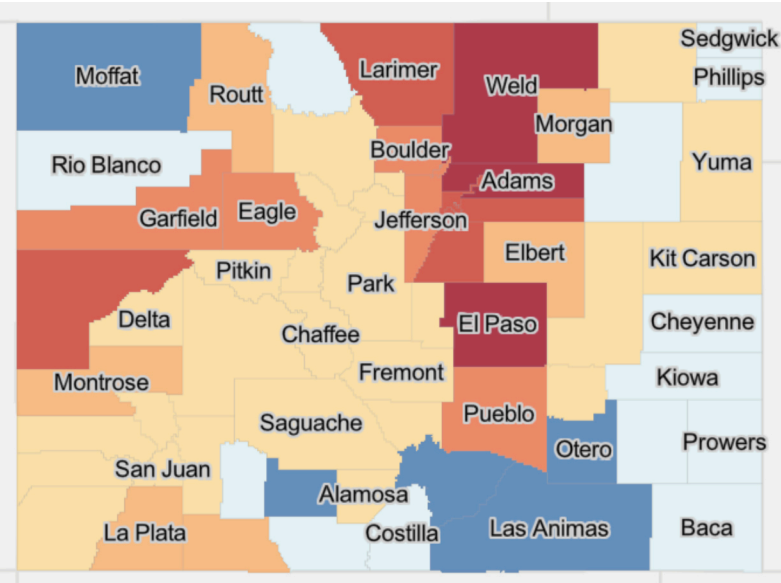 Sedgwick
Moffat
Larimer
Weld
Phillips
Routt
Morgan
Boulder
Rio Blanco
Yuma
Adams
Garfield
Eagle
Jefferson
Elbert
Kit Carson
Pitkin
Park
Delta
Chaffee
El Paso
Cheyenne
Fremont
Kiowa
Montrose
Pueblo
Saguache
Otero
Prowers
San Juan
Alamosa
La Plata
Costilla
Las Animas
Baca